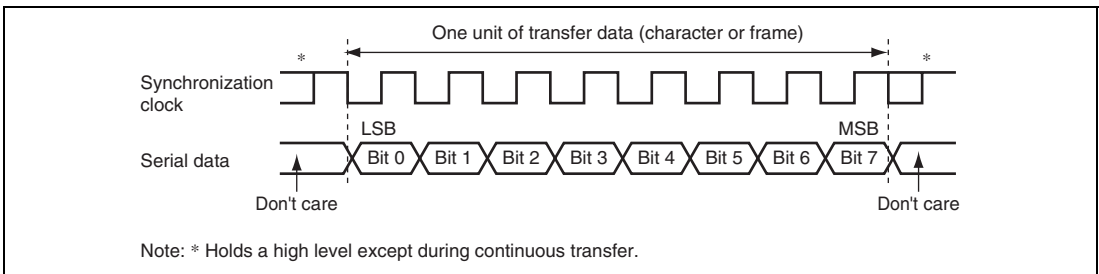 One unit of transfer data (character or frame)
* *
Synchronization
clock
LSB MSB
Serial data Bit 0 Bit 1 Bit 2 Bit 3 Bit 4 Bit 5 Bit 6 Bit 7
Don't care Don't care
Note: * Holds a high level except during continuous transfer.